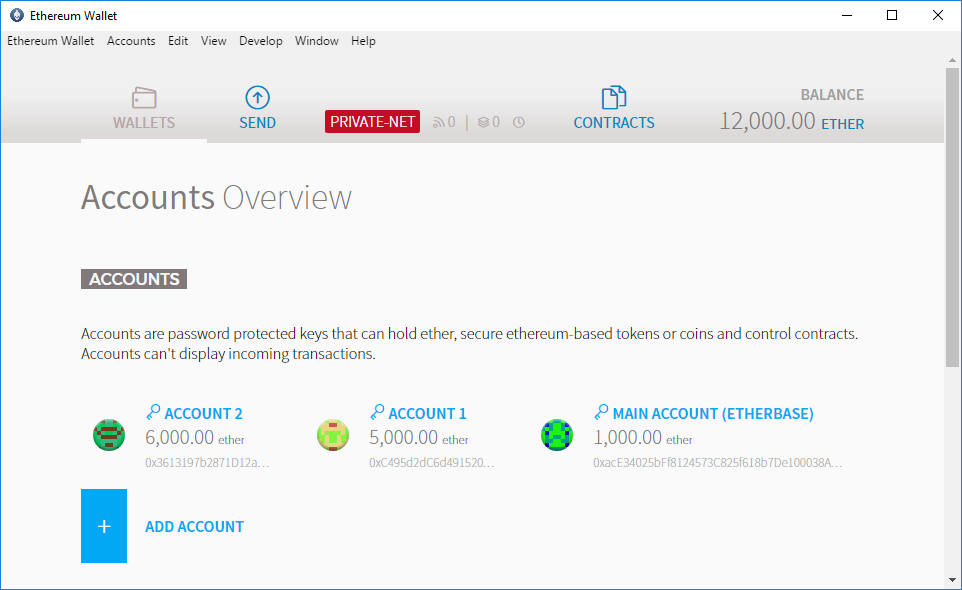 Ethereum Wallet
Ethereum Wallet Accounts Edit View Develop Window Help
WALLETS
SEND
PRIVATE-NET 0 | 0
CONTRACTS
BALANCE
12,000.00 ETHER
Accounts Overview
ACCOUNTS
Accounts are password protected keys that can hold ether, secure ethereum-based tokens or coins and control contracts.
Accounts can't display incoming transactions.
ACCOUNT 2
6,000.00 ether
0x3613197b2871D12a...
ACCOUNT 1
5,000.00 ether
0xC495d2dC6d491520...
MAIN ACCOUNT (ETHERBASE)
1,000.00 ether
0xacE34025bFf8124573C825f618b7De100038A...
+ ADD ACCOUNT